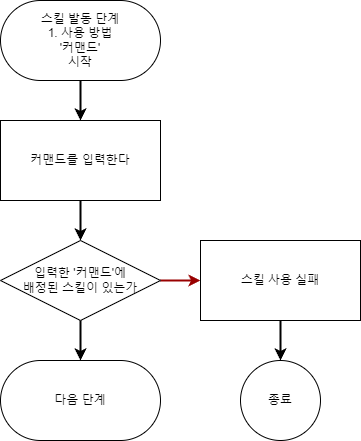 스킬 발동 단계
1. 사용 방법
'커맨드'
시작
커맨드를 입력한다
입력한 '커맨드'에
배정된 스킬이 있는가
스킬 사용 실패
다음 단계
종료